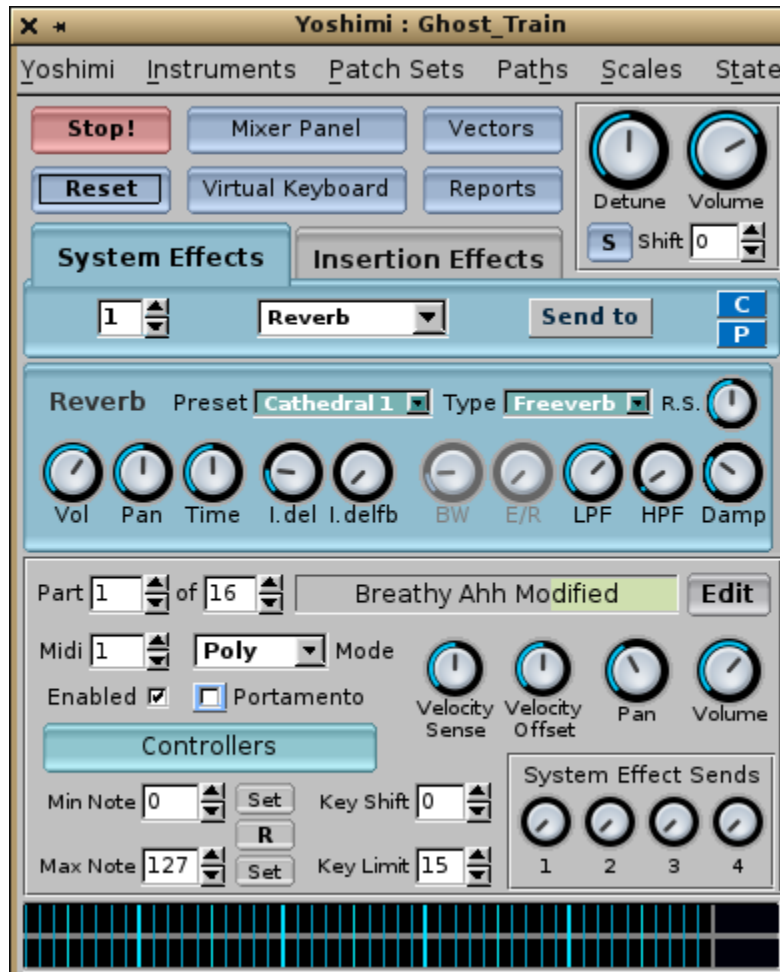 Yoshimi : Ghost_Train
Yoshimi Instruments Patch Sets Paths Scales State
Stop! Mixer Panel Vectors
Reset Virtual Keyboard Reports
Detune Volume
S Shift 0
System Effects Insertion Effects
1 Reverb Send to C
P
Reverb Preset Cathedral 1 Type Freeverb R.S.
Vol Pan Time I.del I.delfb BW E/R LPF HPF Damp
Part 1 of 16 Breathy Ahh Modified Edit
Midi 1 Poly Mode
Enabled Portamento
Velocity Sense Velocity Offset Pan Volume
Controllers
System Effect Sends
Min Note 0 Set Key Shift 0
R
Max Note 127 Set Key Limit 15
1 2 3 4